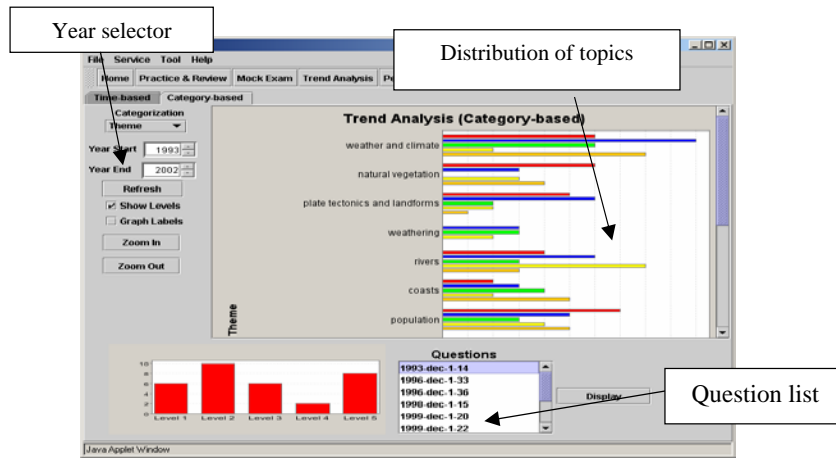 Year selector
Distribution of topics
File Service Tool Help
Home Practice & Review Mock Exam Trend Analysis
Time-based Category-based
Categorization
Theme
Year Start 1993
Year End 2002
Refresh
Show Levels
Graph Labels
Zoom In
Zoom Out
Trend Analysis (Category-based)
weather and climate
natural vegetation
plate tectonics and landforms
weathering
rivers
coasts
population
Theme
10
8
6
4
2
0
Level 1 Level 2 Level 3 Level 4 Level 5
Questions
1993-dec-1-14
1996-dec-1-33
1996-dec-1-36
1998-dec-1-15
1999-dec-1-20
1999-dec-1-22
Display
Question list
Java Applet Window